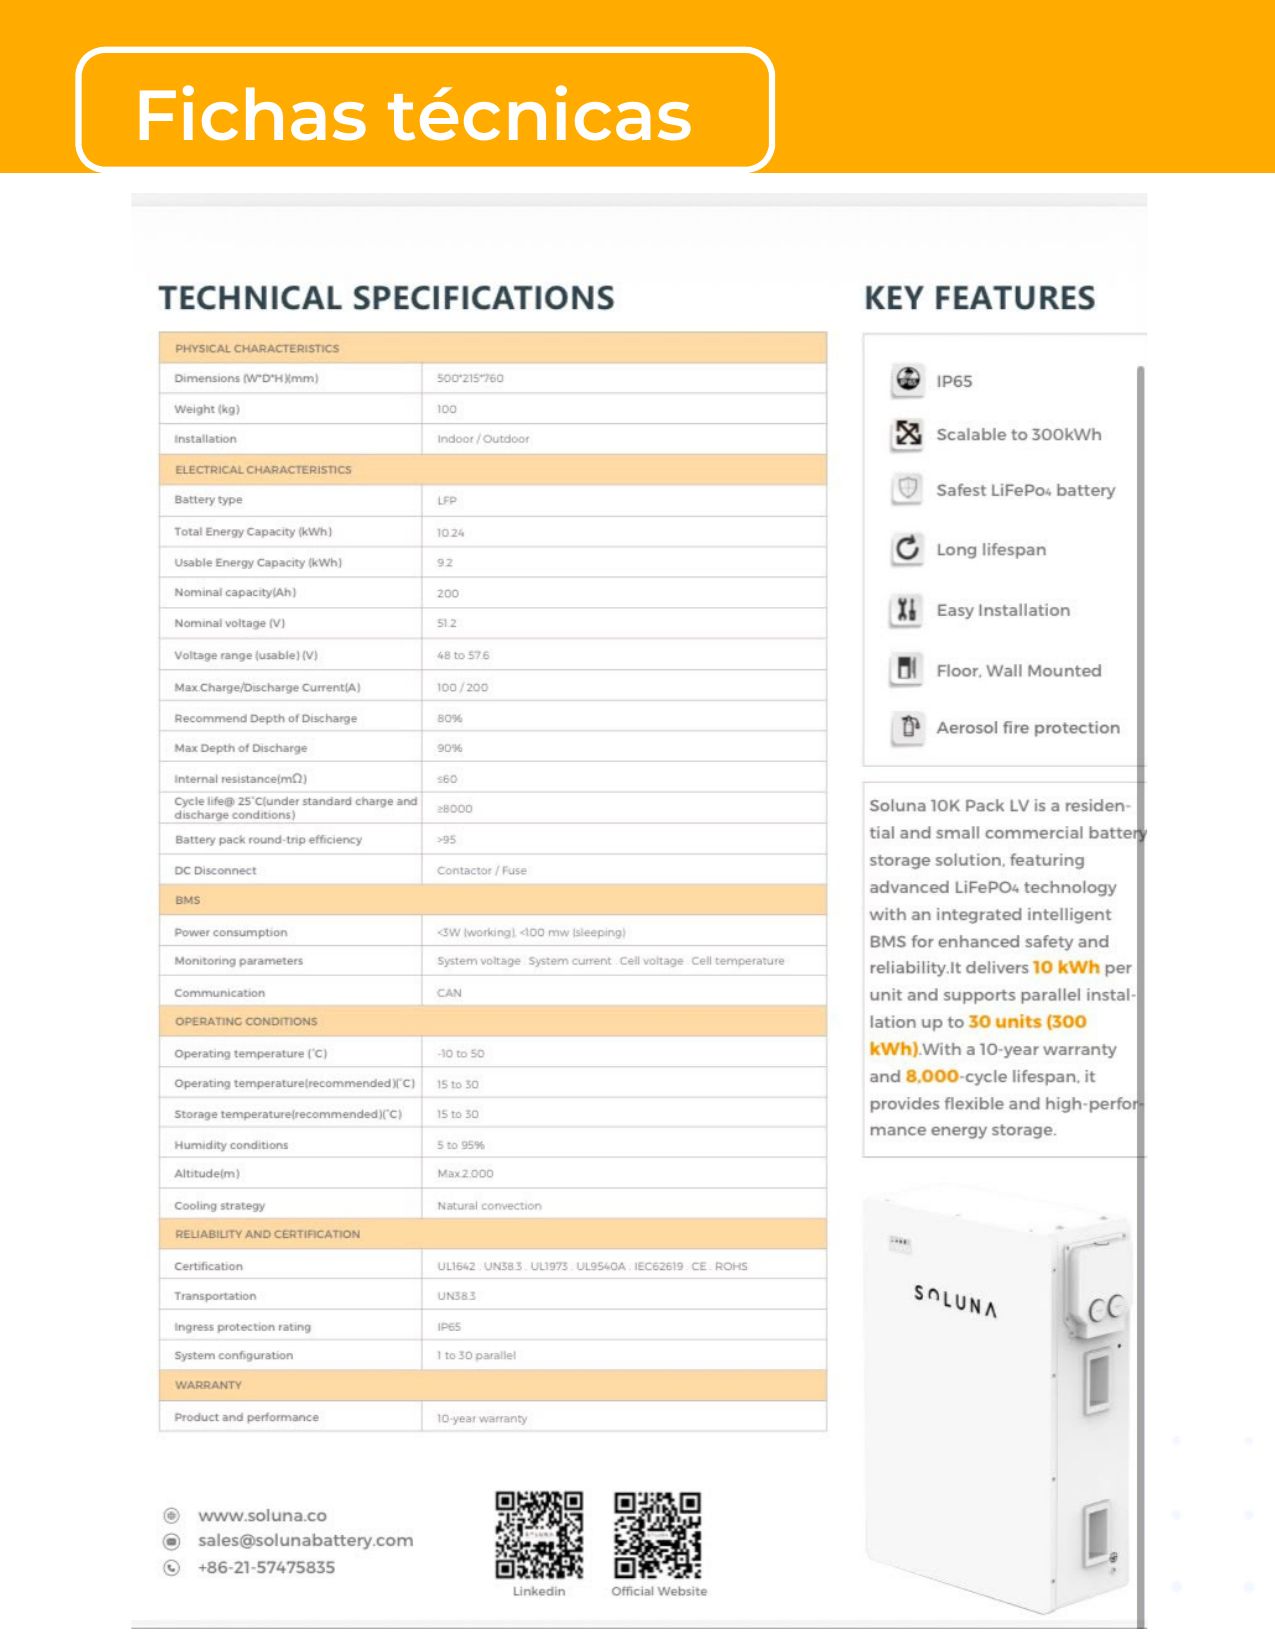 Fichas técnicas
TECHNICAL SPECIFICATIONS
PHYSICAL CHARACTERISTICS
Dimensions (W*D*H)(mm) 500*215*760
Weight (kg) 100
Installation Indoor / Outdoor
ELECTRICAL CHARACTERISTICS
Battery type LFP
Total Energy Capacity (kWh) 10.24
Usable Energy Capacity (kWh) 9.2
Nominal capacity(Ah) 200
Nominal voltage (V) 51.2
Voltage range (usable) (V) 48 to 57.6
Max.Charge/Discharge Current(A) 100 / 200
Recommend Depth of Discharge 80%
Max Depth of Discharge 90%
Internal resistance(mΩ) ≤60
Cycle life@ 25°C(under standard charge and
discharge conditions) ≥8000
Battery pack round-trip efficiency >95
DC Disconnect Contactor / Fuse
BMS
Power consumption <3W (working), <100 mw (sleeping)
Monitoring parameters System voltage . System current . Cell voltage . Cell temperature
Communication CAN
OPERATING CONDITIONS
Operating temperature (°C) -10 to 50
Operating temperature(recommended)(°C) 15 to 30
Storage temperature(recommended)(°C) 15 to 30
Humidity conditions 5 to 95%
Altitude(m) Max.2.000
Cooling strategy Natural convection
RELIABILITY AND CERTIFICATION
Certification UL1642 . UN38.3 . UL1973 . UL9540A . IEC62619 . CE . ROHS
Transportation UN38.3
Ingress protection rating IP65
System configuration 1 to 30 parallel
WARRANTY
Product and performance 10-year warranty
www.soluna.co
sales@solunabattery.com
+86-21-57475835
SOLUNA
Linkedin
Official Website
KEY FEATURES
IP65
Scalable to 300kWh
Safest LiFePo₄ battery
Long lifespan
Easy Installation
Floor, Wall Mounted
Aerosol fire protection
Soluna 10K Pack LV is a residen-
tial and small commercial battery
storage solution, featuring
advanced LiFePO₄ technology
with an integrated intelligent
BMS for enhanced safety and
reliability.It delivers 10 kWh per
unit and supports parallel instal-
lation up to 30 units (300
kWh).With a 10-year warranty
and 8,000-cycle lifespan, it
provides flexible and high-perfor-
mance energy storage.
SOLUNA